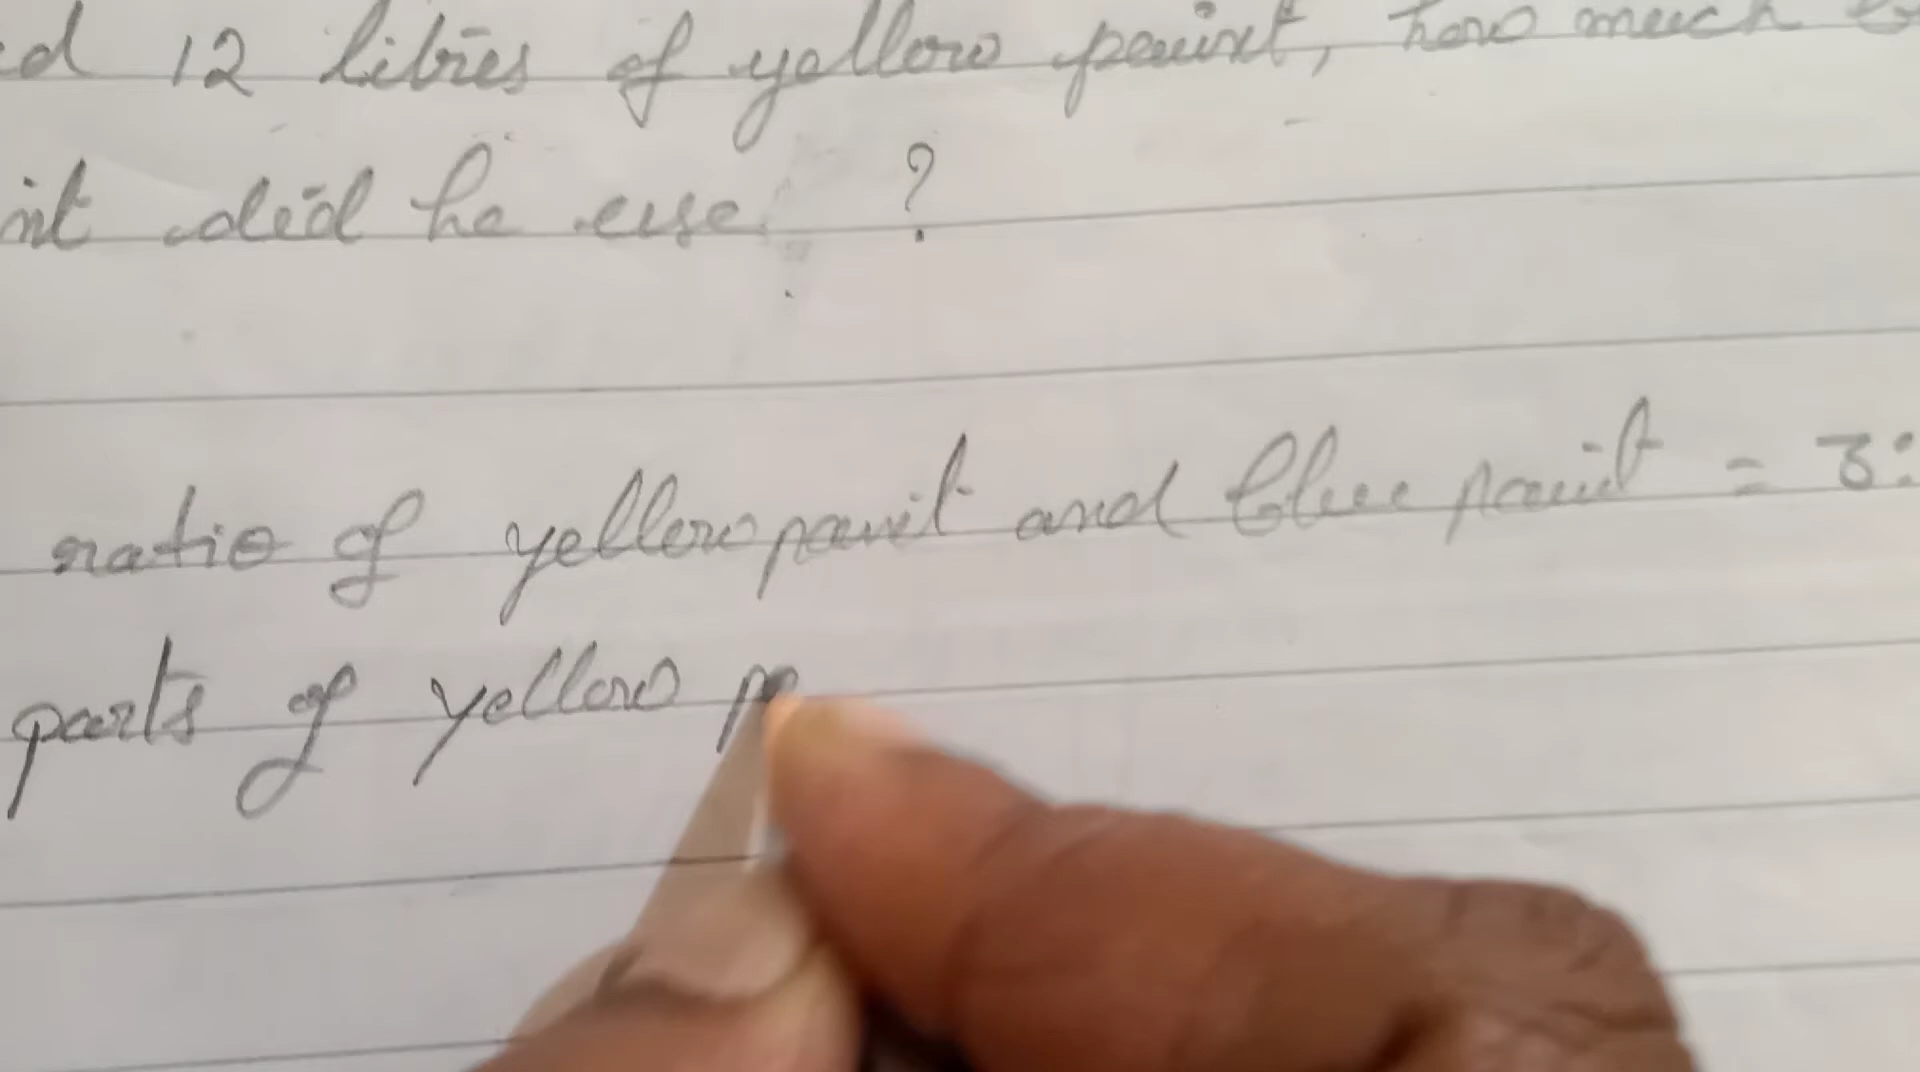 d 12 litres of yellow paint, how much
nt did he use ?
ratio of yellow paint and blue paint = 3:
parts of yellow p